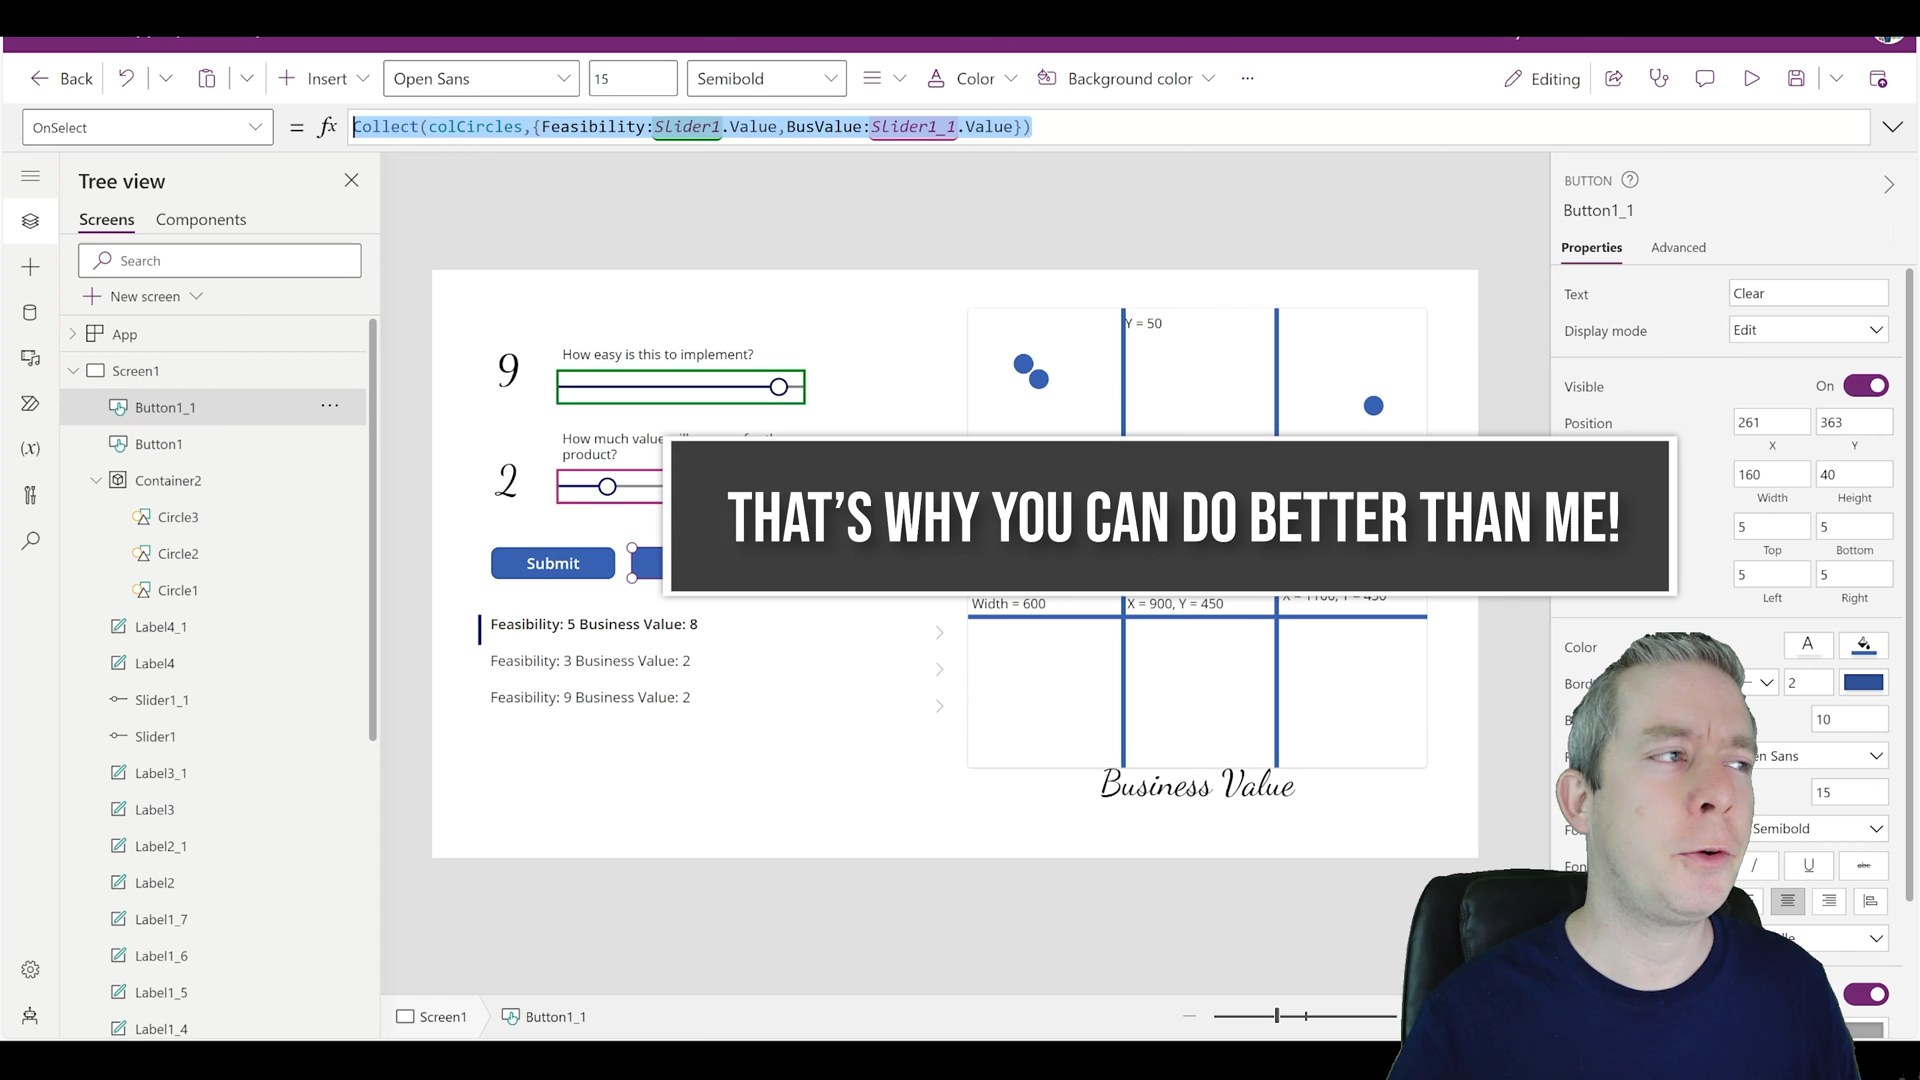 Back
Insert
Open Sans
15
Semibold
Color
Background color
Editing
OnSelect
= fx Collect(colCircles,{Feasibility:Slider1.Value,BusValue:Slider1_1.Value})
Tree view
Screens
Components
Search
New screen
App
Screen1
Button1_1
Button1
Container2
Circle3
Circle2
Circle1
Label4_1
Label4
Slider1_1
Slider1
Label3_1
Label3
Label2_1
Label2
Label1_7
Label1_6
Label1_5
Label1_4
9
How easy is this to implement?
2
How much value
product?
Submit
Feasibility: 5 Business Value: 8
Feasibility: 3 Business Value: 2
Feasibility: 9 Business Value: 2
Y = 50
THAT'S WHY YOU CAN DO BETTER THAN ME!
Width = 600
X = 900, Y = 450
X = 1100, Y = 450
Business Value
Screen1
Button1_1
BUTTON
Button1_1
Properties
Advanced
Text
Clear
Display mode
Edit
Visible
On
Position
261
363
X
Y
160
40
Width
Height
5
5
Top
Bottom
5
5
Left
Right
Color
A
2
10
Open Sans
15
Semibold
/
U
abc